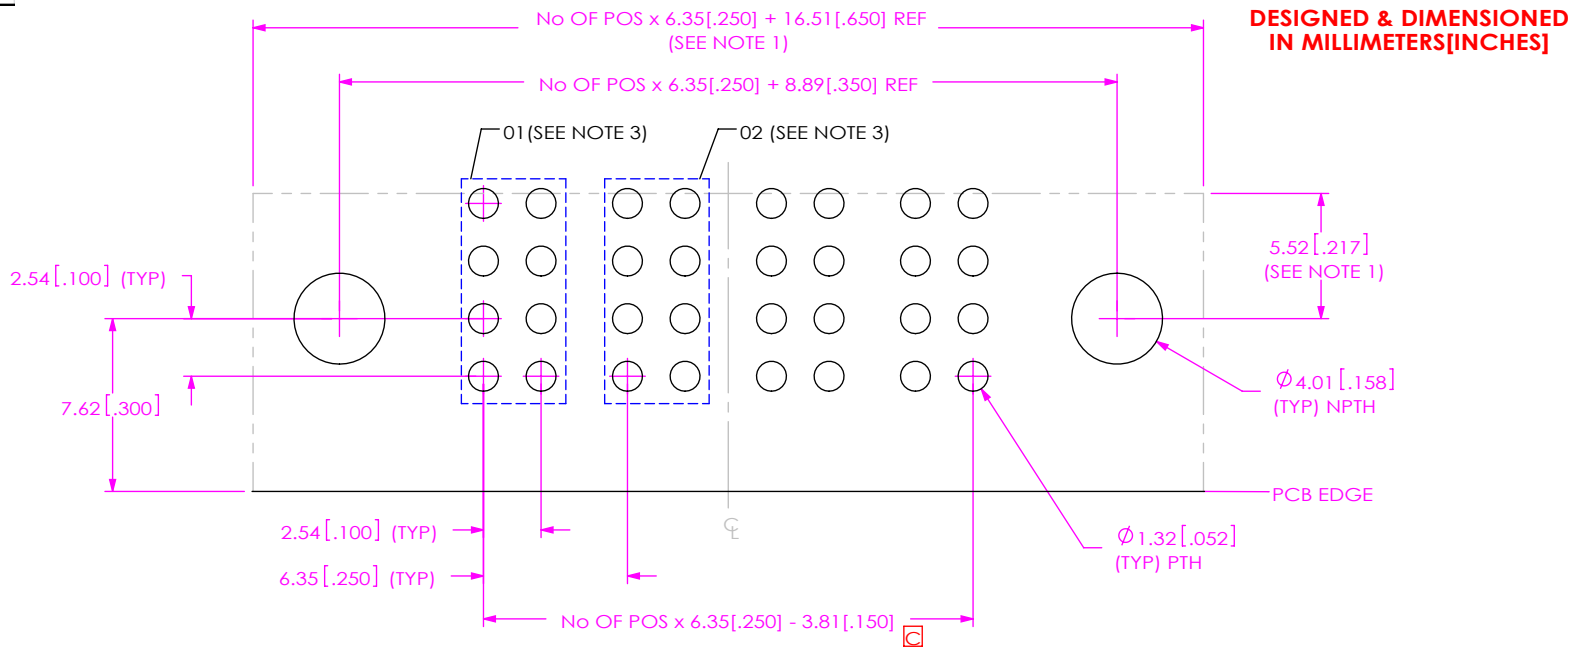 No OF POS x 6.35[.250] + 16.51[.650] REF
(SEE NOTE 1)
DESIGNED & DIMENSIONED
IN MILLIMETERS[INCHES]
No OF POS x 6.35[.250] + 8.89[.350] REF
01(SEE NOTE 3)
02 (SEE NOTE 3)
5.52[.217]
(SEE NOTE 1)
2.54[.100] (TYP)
7.62[.300]
Ø4.01[.158]
(TYP) NPTH
PCB EDGE
2.54[.100] (TYP)
℄
Ø1.32[.052]
(TYP) PTH
6.35[.250] (TYP)
No OF POS x 6.35[.250] - 3.81[.150]
C